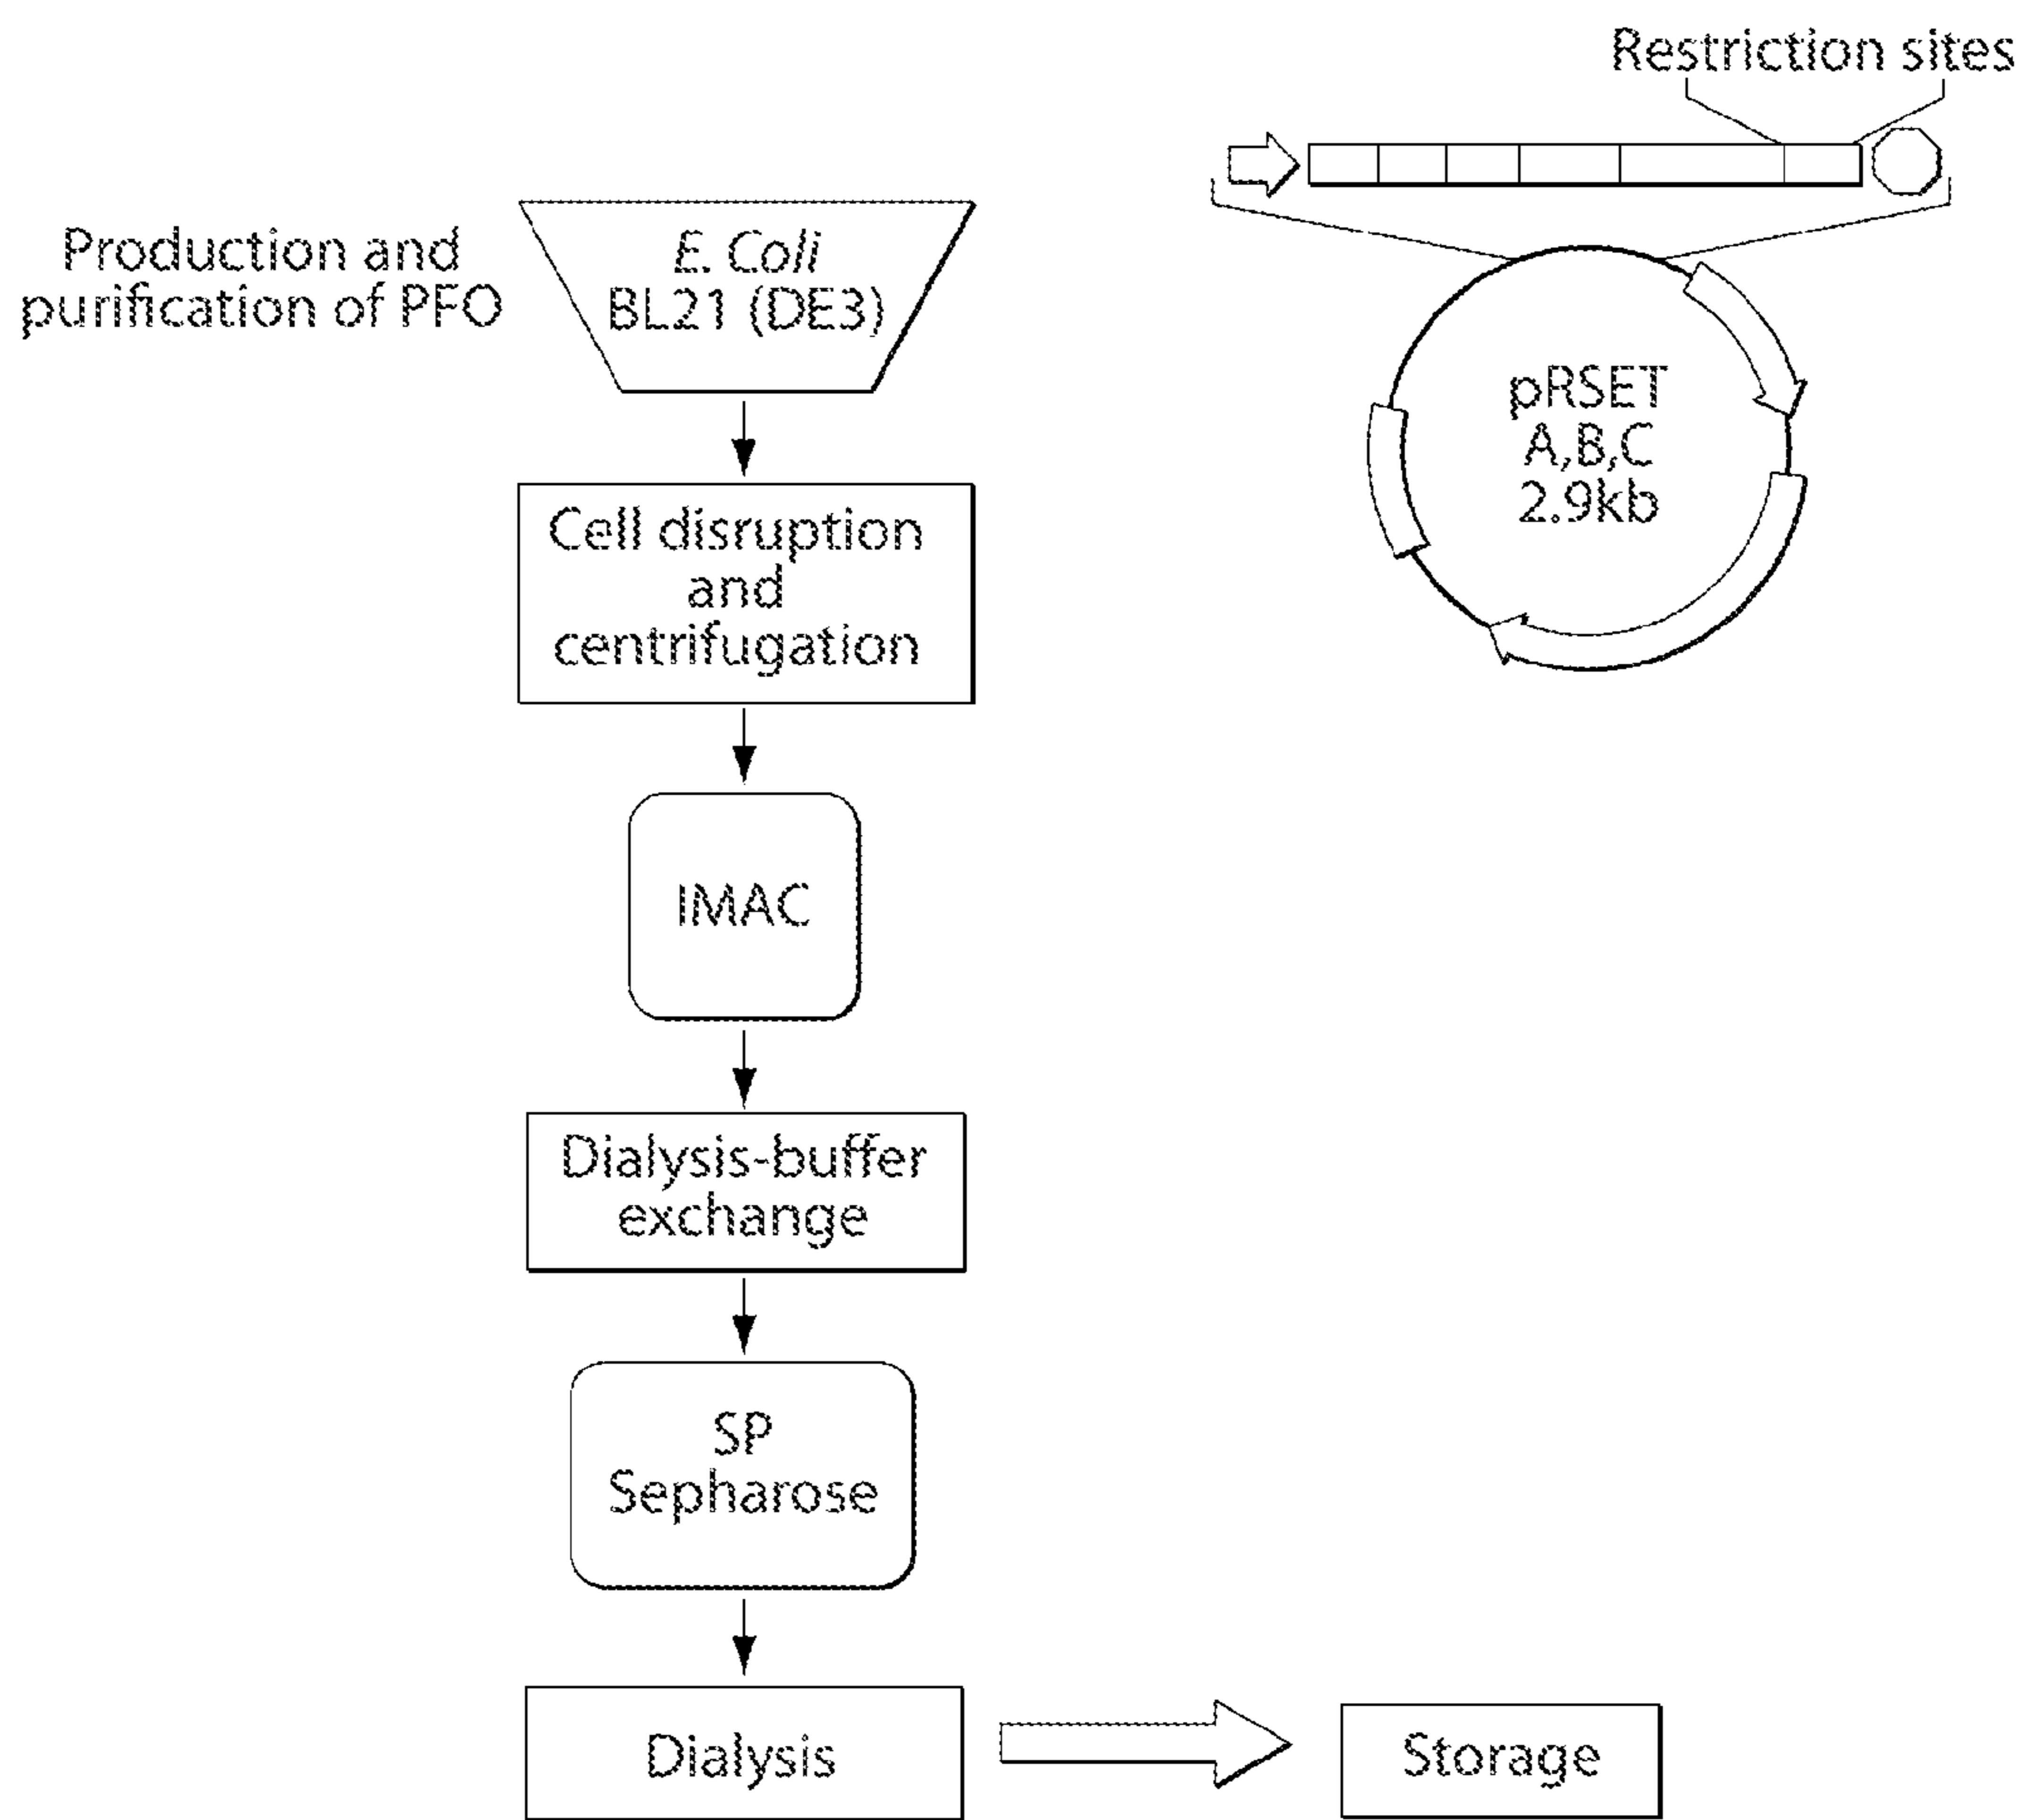 Restriction sites
Production and
purification of PFO
E. Coli
BL21 (DE3)
pRSET
A,B,C
2.9kb
Cell disruption
and
centrifugation
IMAC
Dialysis-buffer
exchange
SP
Sepharose
Dialysis
Storage